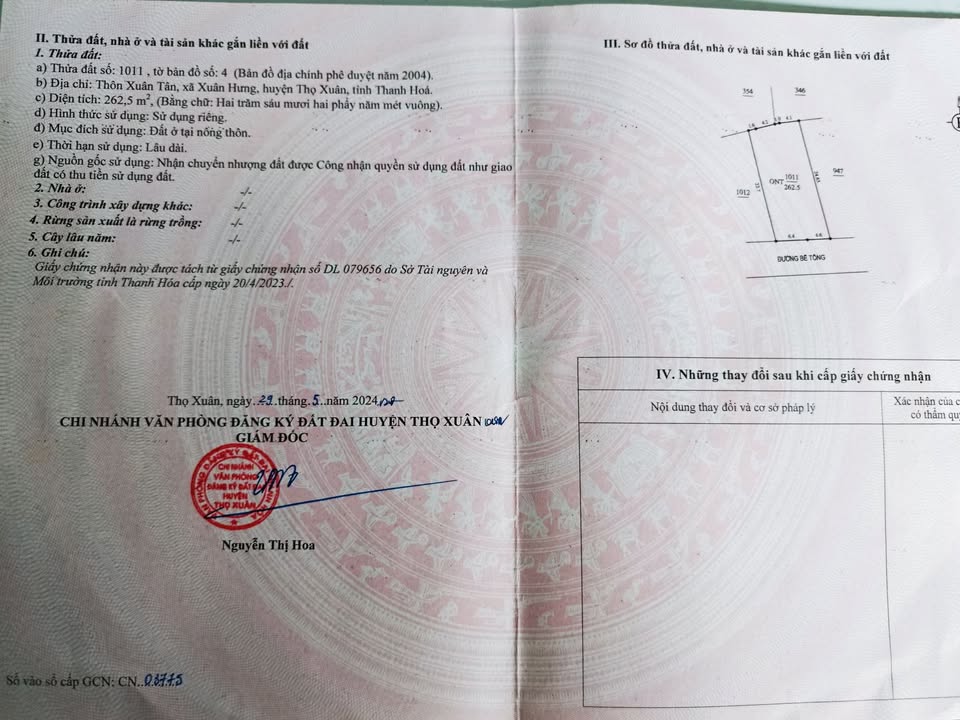 II. Thửa đất, nhà ở và tài sản khác gắn liền với đất
1. Thửa đất:
a) Thửa đất số: 1011 , tờ bản đồ số: 4 (Bản đồ địa chính phê duyệt năm 2004).
b) Địa chỉ: Thôn Xuân Tân, xã Xuân Hưng, huyện Thọ Xuân, tỉnh Thanh Hoá.
c) Diện tích: 262,5 m², (Bằng chữ: Hai trăm sáu mươi hai phẩy năm mét vuông).
d) Hình thức sử dụng: Sử dụng riêng.
đ) Mục đích sử dụng: Đất ở tại nông thôn.
e) Thời hạn sử dụng: Lâu dài.
g) Nguồn gốc sử dụng: Nhận chuyển nhượng đất được Công nhận quyền sử dụng đất như giao
đất có thu tiền sử dụng đất.
2. Nhà ở: -/-
3. Công trình xây dựng khác: -/-
4. Rừng sản xuất là rừng trồng: -/-
5. Cây lâu năm: -/-
6. Ghi chú:
Giấy chứng nhận này được tách từ giấy chứng nhận số DL 079656 do Sở Tài nguyên và
Môi trường tỉnh Thanh Hóa cấp ngày 20/4/2023./.
Thọ Xuân, ngày..29..tháng..5..năm 2024
CHI NHÁNH VĂN PHÒNG ĐĂNG KÝ ĐẤT ĐAI HUYỆN THỌ XUÂN
GIÁM ĐỐC
CHI NHÁNH
VĂN PHÒNG
ĐĂNG KÝ ĐẤT ĐAI
HUYỆN
THỌ XUÂN
Nguyễn Thị Hoa
Số vào sổ cấp GCN: CN..03775
III. Sơ đồ thửa đất, nhà ở và tài sản khác gắn liền với đất
354
346
ONT 1011
262.5
947
1012
6.4
6.6
ĐƯỜNG BÊ TÔNG
IV. Những thay đổi sau khi cấp giấy chứng nhận
Nội dung thay đổi và cơ sở pháp lý
Xác nhận của c
có thẩm quy